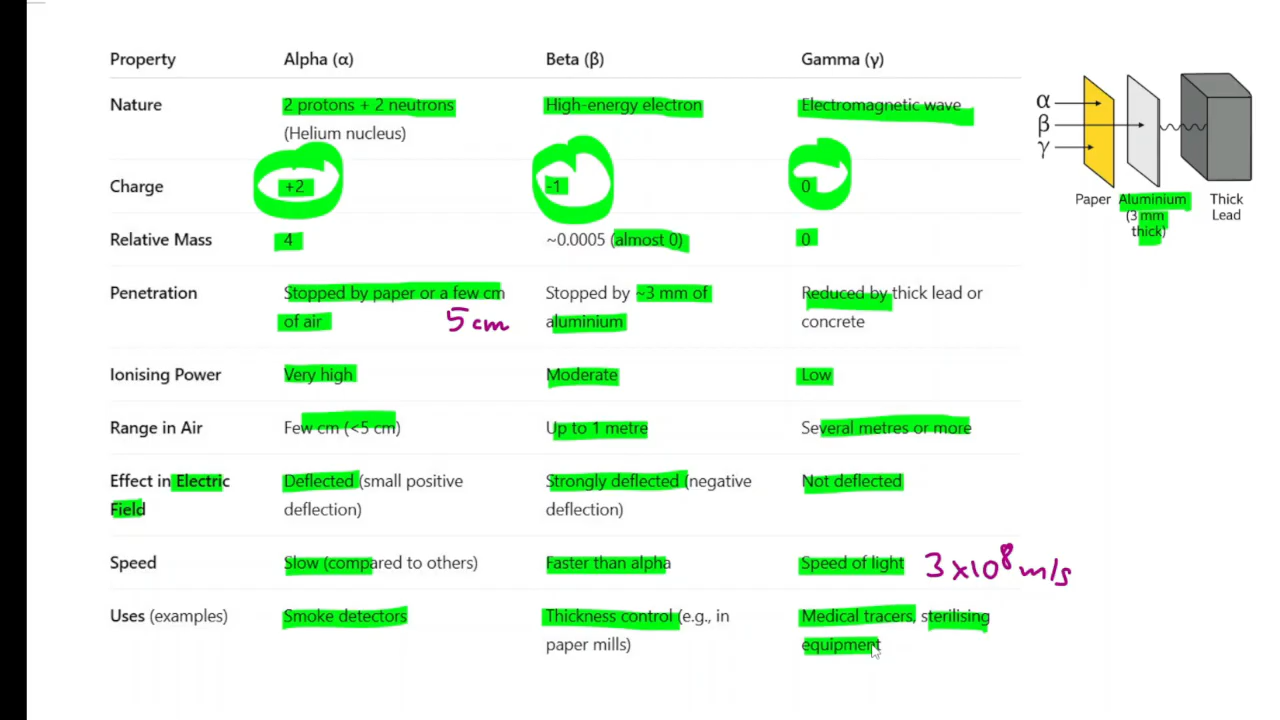 Property Alpha (α) Beta (β) Gamma (γ)
Nature 2 protons + 2 neutrons High-energy electron Electromagnetic wave
(Helium nucleus)
Charge +2 -1 0
Relative Mass 4 ~0.0005 (almost 0) 0
Penetration Stopped by paper or a few cm Stopped by ~3 mm of Reduced by thick lead or
of air 5 cm aluminium concrete
Ionising Power Very high Moderate Low
Range in Air Few cm (<5 cm) Up to 1 metre Several metres or more
Effect in Electric Deflected (small positive Strongly deflected (negative Not deflected
Field deflection) deflection)
Speed Slow (compared to others) Faster than alpha Speed of light 3 x 10⁸ m/s
Uses (examples) Smoke detectors Thickness control (e.g., in Medical tracers, sterilising
paper mills) equipment
α
β
γ
Paper Aluminium Thick
(3 mm Lead
thick)